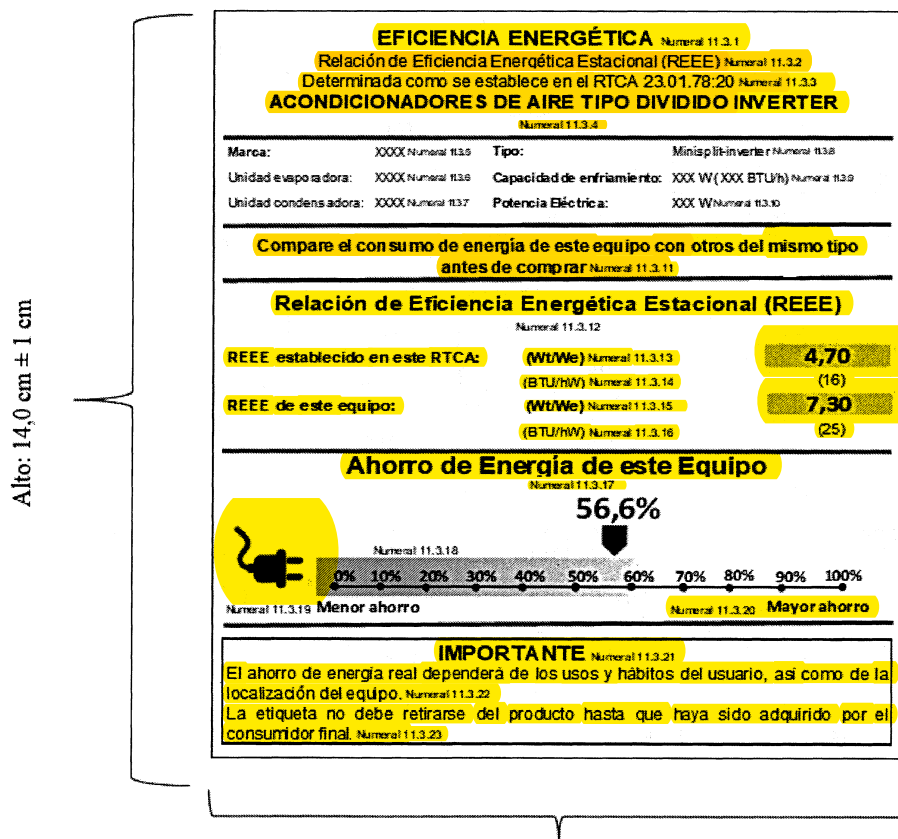 EFICIENCIA ENERGÉTICA Numeral 11.3.1
Relación de Eficiencia Energética Estacional (REEE) Numeral 11.3.2
Determinada como se establece en el RTCA 23.01.78:20 Numeral 11.3.3
ACONDICIONADORES DE AIRE TIPO DIVIDIDO INVERTER
Numeral 11.3.4
Marca: XXXX Numeral 11.3.5 Tipo: Minisplit-inverter Numeral 11.3.8
Unidad evaporadora: XXXX Numeral 11.3.6 Capacidad de enfriamiento: XXX W (XXX BTU/h) Numeral 11.3.9
Unidad condensadora: XXXX Numeral 11.3.7 Potencia Eléctrica: XXX W Numeral 11.3.10
Compare el consumo de energía de este equipo con otros del mismo tipo
antes de comprar Numeral 11.3.11
Relación de Eficiencia Energética Estacional (REEE)
Numeral 11.3.12
REEE establecido en este RTCA: (Wt/We) Numeral 11.3.13 4,70
(BTU/hW) Numeral 11.3.14 (16)
REEE de este equipo: (Wt/We) Numeral 11.3.15 7,30
(BTU/hW) Numeral 11.3.16 (25)
Ahorro de Energía de este Equipo
Numeral 11.3.17
56,6%
Numeral 11.3.18
0% 10% 20% 30% 40% 50% 60% 70% 80% 90% 100%
Numeral 11.3.19 Menor ahorro Numeral 11.3.20 Mayor ahorro
IMPORTANTE Numeral 11.3.21
El ahorro de energía real dependerá de los usos y hábitos del usuario, así como de la
localización del equipo. Numeral 11.3.22
La etiqueta no debe retirarse del producto hasta que haya sido adquirido por el
consumidor final. Numeral 11.3.23
Alto: 14,0 cm ± 1 cm